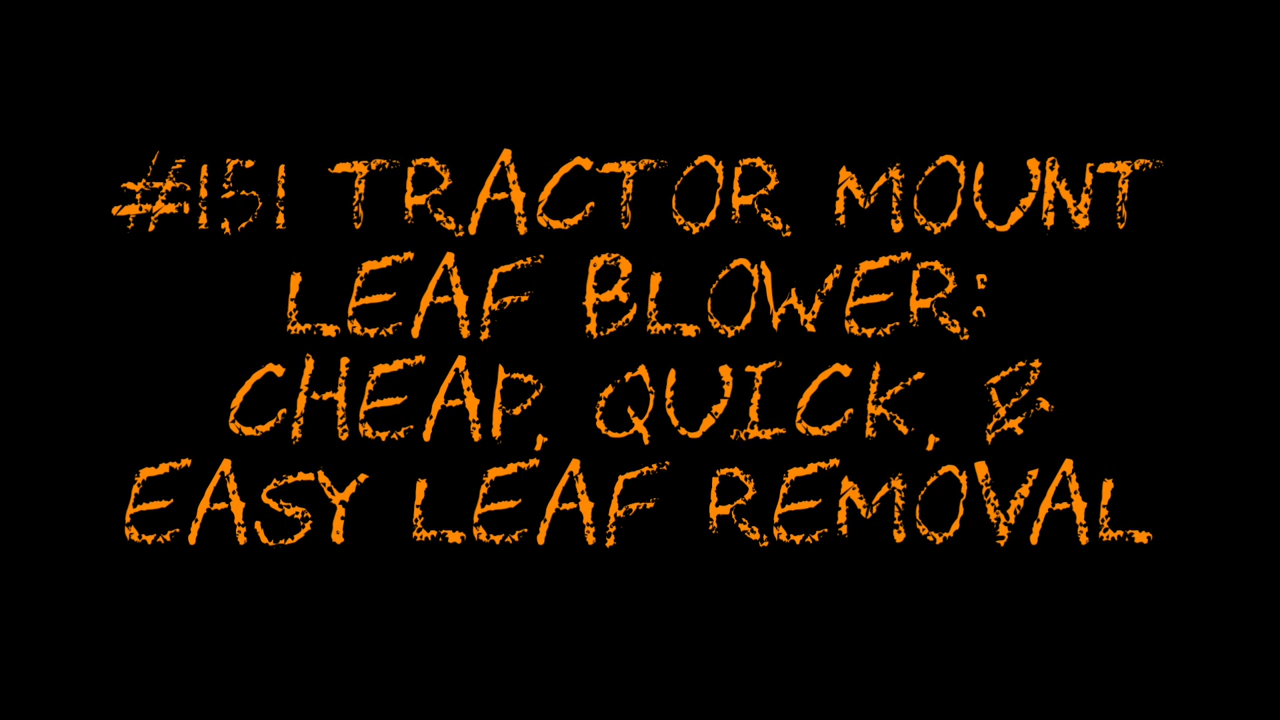 #151 TRACTOR MOUNT
LEAF BLOWER:
CHEAP, QUICK, &
EASY LEAF REMOVAL